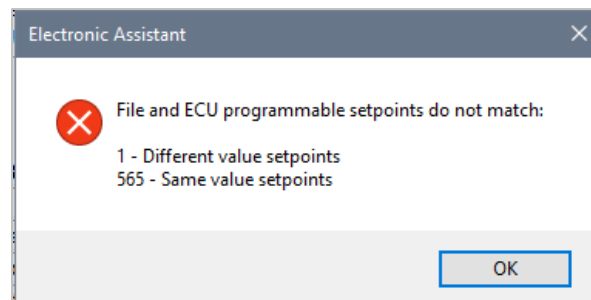 Electronic Assistant
File and ECU programmable setpoints do not match:
1 - Different value setpoints
565 - Same value setpoints
OK